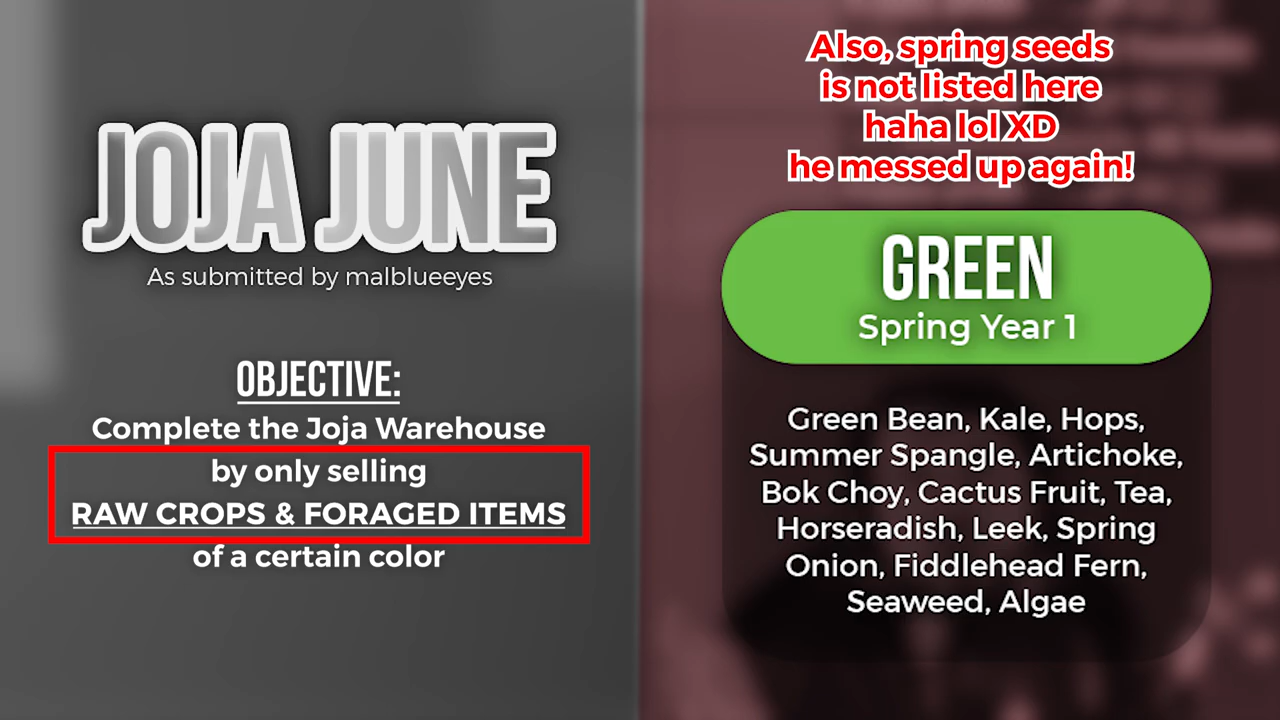 JOJA JUNE
As submitted by malblueeyes
OBJECTIVE:
Complete the Joja Warehouse
by only selling
RAW CROPS & FORAGED ITEMS
of a certain color
Also, spring seeds
is not listed here
haha lol XD
he messed up again!
GREEN
Spring Year 1
Green Bean, Kale, Hops,
Summer Spangle, Artichoke,
Bok Choy, Cactus Fruit, Tea,
Horseradish, Leek, Spring
Onion, Fiddlehead Fern,
Seaweed, Algae